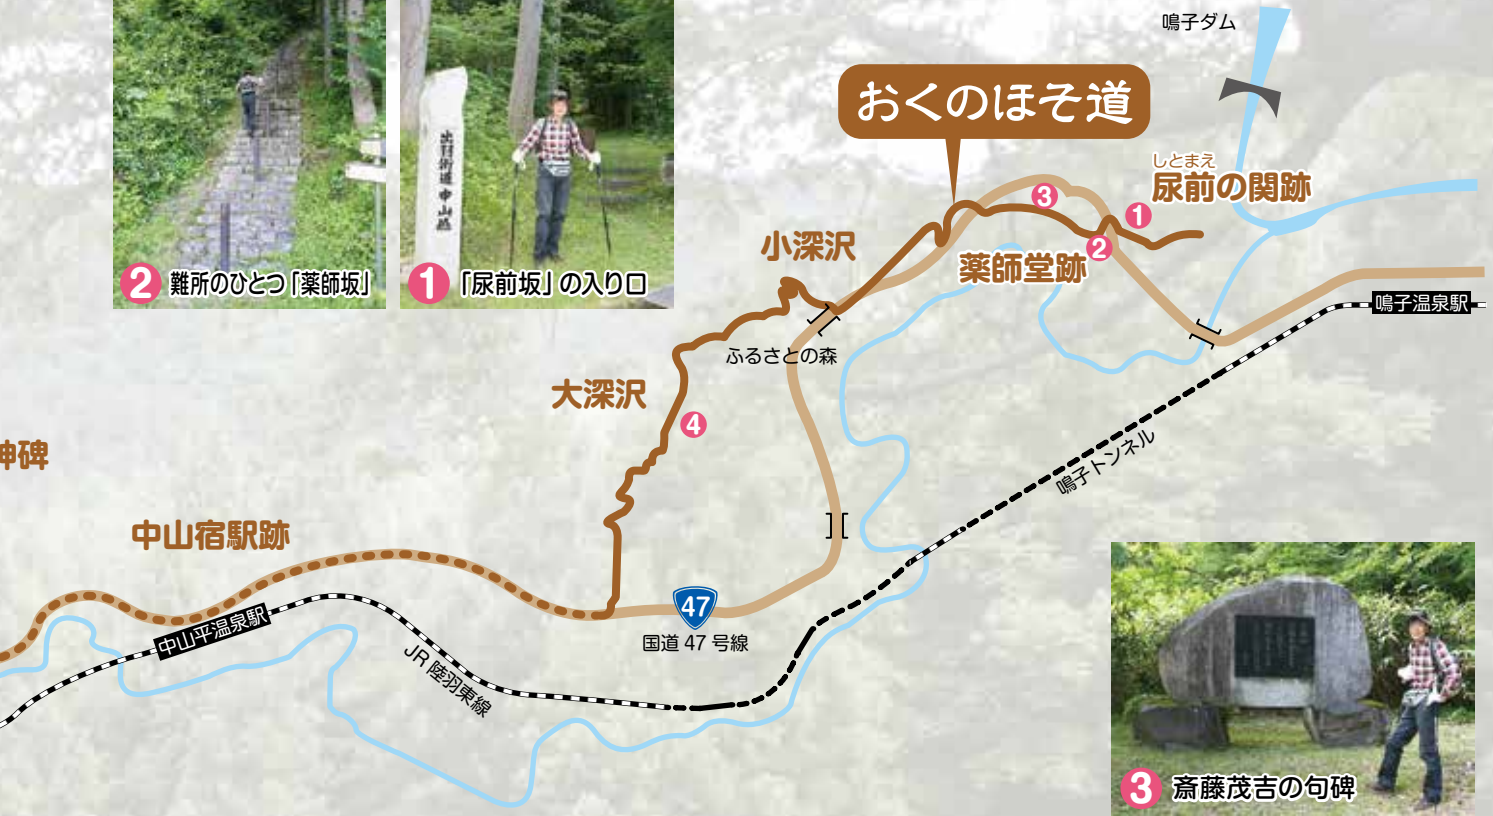 鳴子ダム
おくのほそ道
しとまえ
尿前の関跡
出羽街道中山越
❷ 難所のひとつ「薬師坂」
❶ 「尿前坂」の入り口
3
1
2
小深沢
薬師堂跡
鳴子温泉駅
ふるさとの森
大深沢
4
神碑
鳴子トンネル
中山宿駅跡
47
国道 47 号線
中山平温泉駅
JR 陸羽東線
❸ 斎藤茂吉の句碑